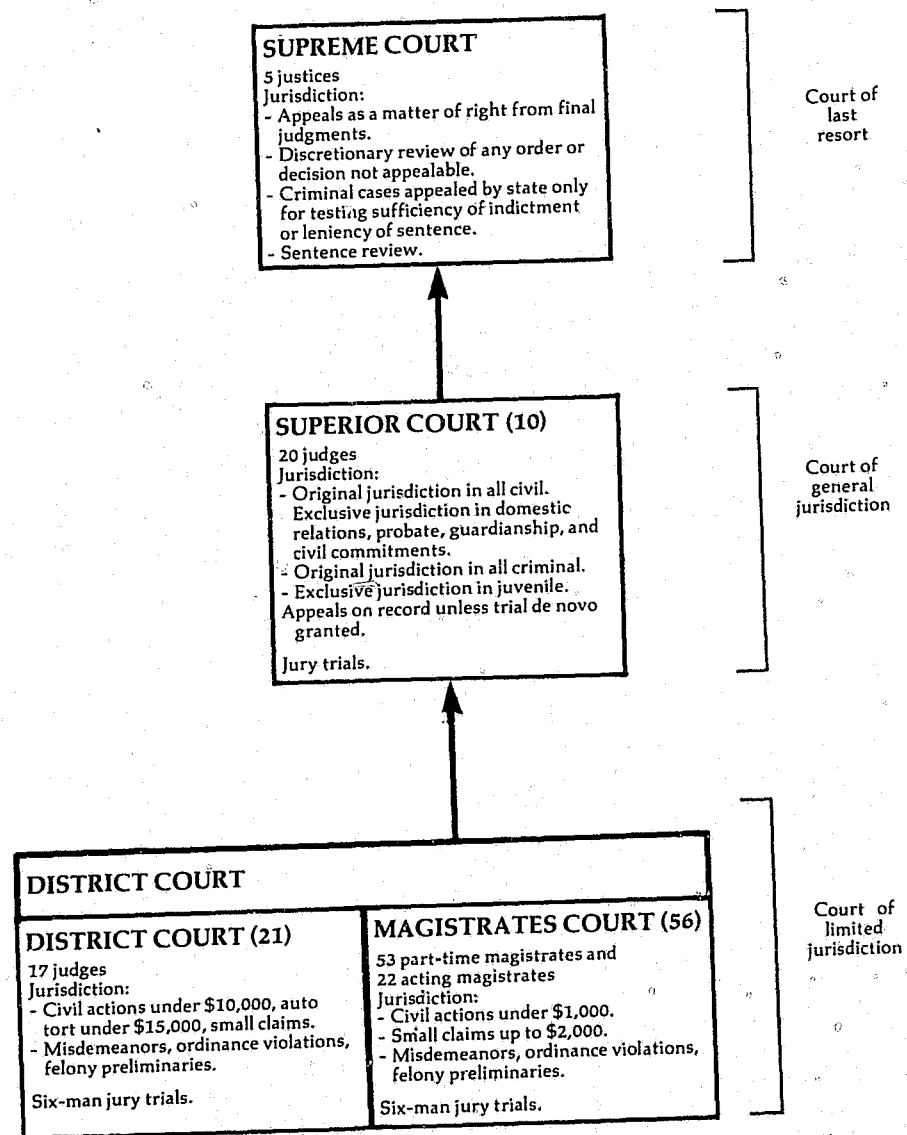 SUPREME COURT
5 justices
Jurisdiction:
- Appeals as a matter of right from final
judgments.
- Discretionary review of any order or
decision not appealable.
- Criminal cases appealed by state only
for testing sufficiency of indictment
or leniency of sentence.
- Sentence review.
Court of
last
resort
SUPERIOR COURT (10)
20 judges
Jurisdiction:
- Original jurisdiction in all civil.
Exclusive jurisdiction in domestic
relations, probate, guardianship, and
civil commitments.
- Original jurisdiction in all criminal.
- Exclusive jurisdiction in juvenile.
Appeals on record unless trial de novo
granted.
Jury trials.
Court of
general
jurisdiction
DISTRICT COURT
DISTRICT COURT (21)
17 judges
Jurisdiction:
- Civil actions under $10,000, auto
tort under $15,000, small claims.
- Misdemeanors, ordinance violations,
felony preliminaries.
Six-man jury trials.
MAGISTRATES COURT (56)
53 part-time magistrates and
22 acting magistrates
Jurisdiction:
- Civil actions under $1,000.
- Small claims up to $2,000.
- Misdemeanors, ordinance violations,
felony preliminaries.
Six-man jury trials.
Court of
limited
jurisdiction